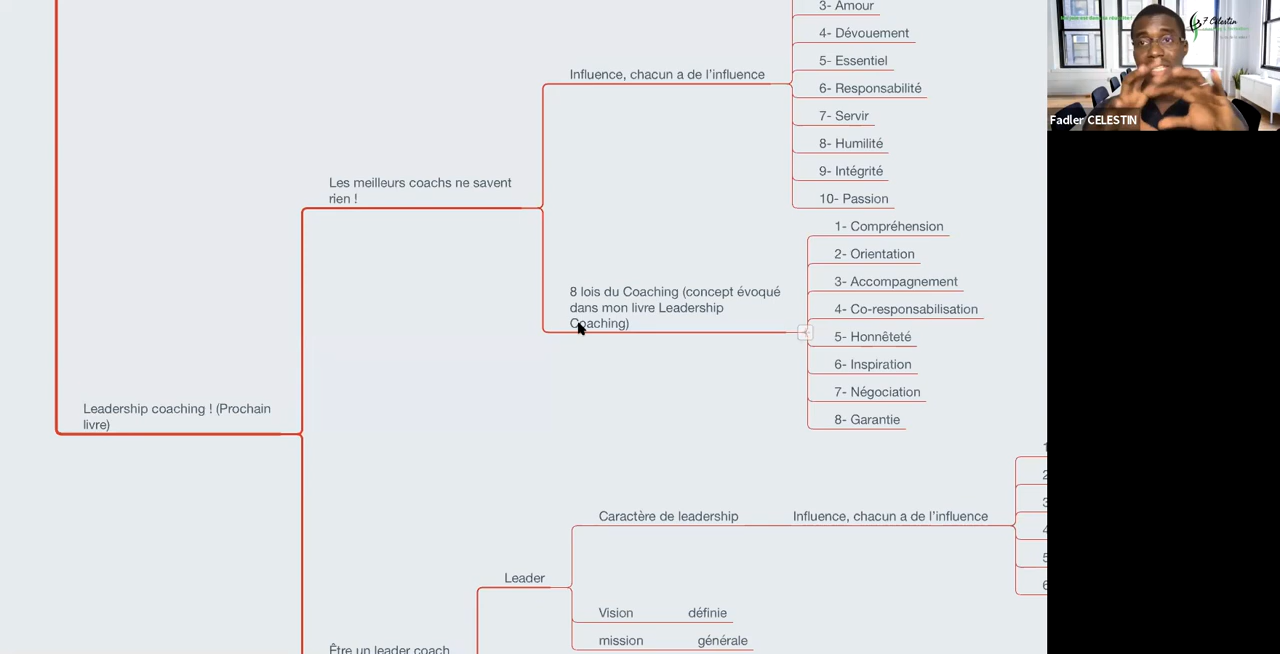 3- Amour
4- Dévouement
5- Essentiel
Influence, chacun a de l'influence
6- Responsabilité
7- Servir
8- Humilité
9- Intégrité
10- Passion
Les meilleurs coachs ne savent
rien !
1- Compréhension
2- Orientation
3- Accompagnement
8 lois du Coaching (concept évoqué
dans mon livre Leadership
Coaching)
4- Co-responsabilisation
5- Honnêteté
6- Inspiration
7- Négociation
8- Garantie
Leadership coaching ! (Prochain
livre)
Caractère de leadership
Influence, chacun a de l'influence
Leader
Vision définie
mission générale
Être un leader coach
7 Célestin
Fadler CELESTIN